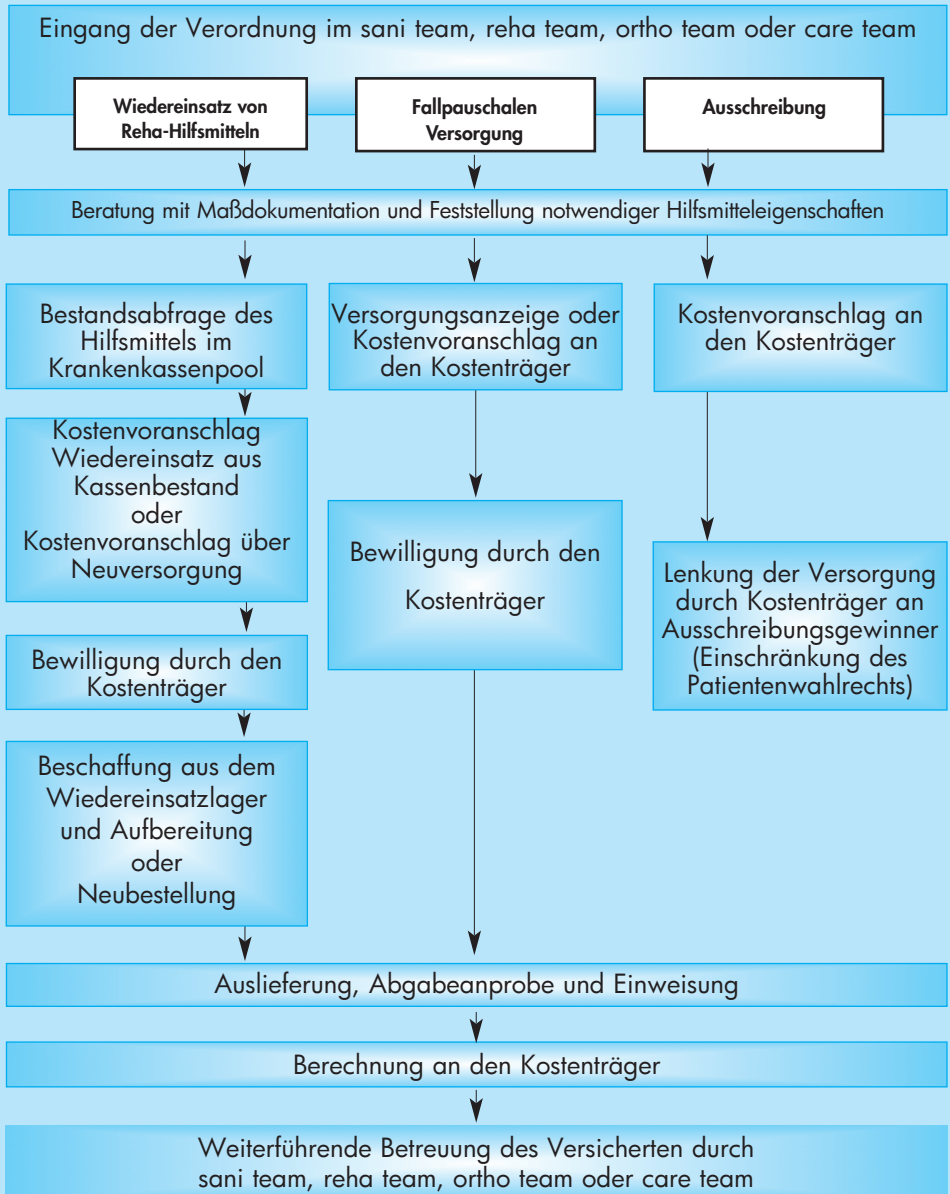 Eingang der Verordnung im sani team, reha team, ortho team oder care team
Wiedereinsatz von
Reha-Hilfsmitteln
Fallpauschalen
Versorgung
Ausschreibung
Beratung mit Maßdokumentation und Feststellung notwendiger Hilfsmitteleigenschaften
Bestandsabfrage des
Hilfsmittels im
Krankenkassenpool
Versorgungsanzeige oder
Kostenvoranschlag an
den Kostenträger
Kostenvoranschlag an
den Kostenträger
Kostenvoranschlag
Wiedereinsatz aus
Kassenbestand
oder
Kostenvoranschlag über
Neuversorgung
Bewilligung durch den
Kostenträger
Lenkung der Versorgung
durch Kostenträger an
Ausschreibungsgewinner
(Einschränkung des
Patientenwahlrechts)
Bewilligung durch den
Kostenträger
Beschaffung aus dem
Wiedereinsatzlager
und Aufbereitung
oder
Neubestellung
Auslieferung, Abgabeanprobe und Einweisung
Berechnung an den Kostenträger
Weiterführende Betreuung des Versicherten durch
sani team, reha team, ortho team oder care team